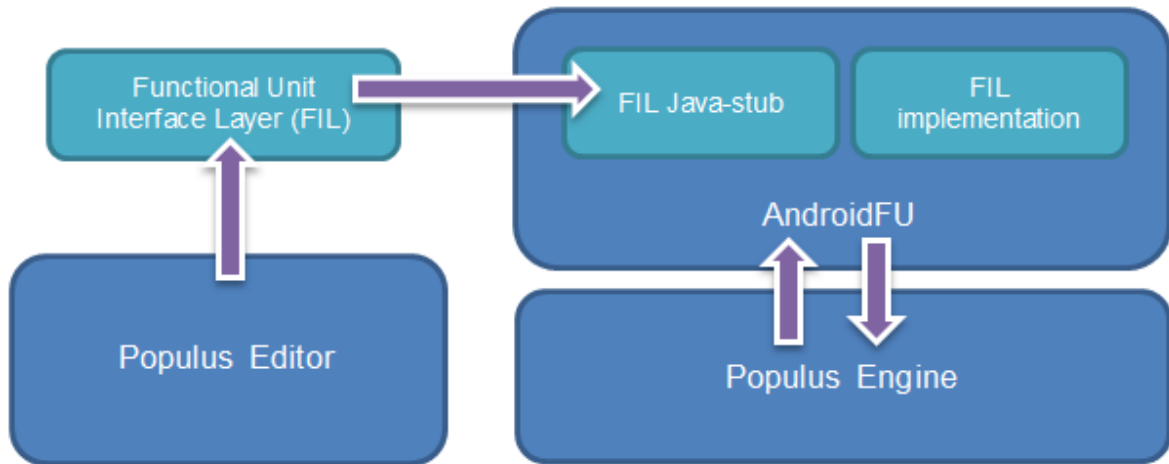 Functional Unit
Interface Layer (FIL)
FIL Java-stub
FIL
implementation
AndroidFU
Populus Editor
Populus Engine